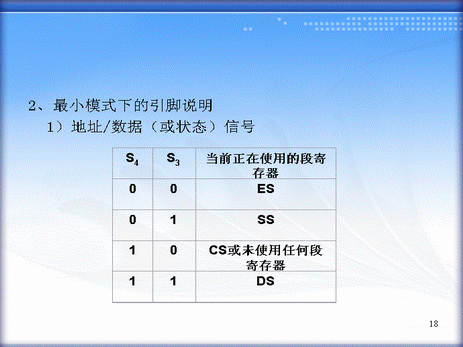 2、最小模式下的引脚说明
1）地址/数据（或状态）信号
S4 S3 当前正在使用的段寄
存器
0 0 ES
0 1 SS
1 0 CS或未使用任何段
寄存器
1 1 DS
18